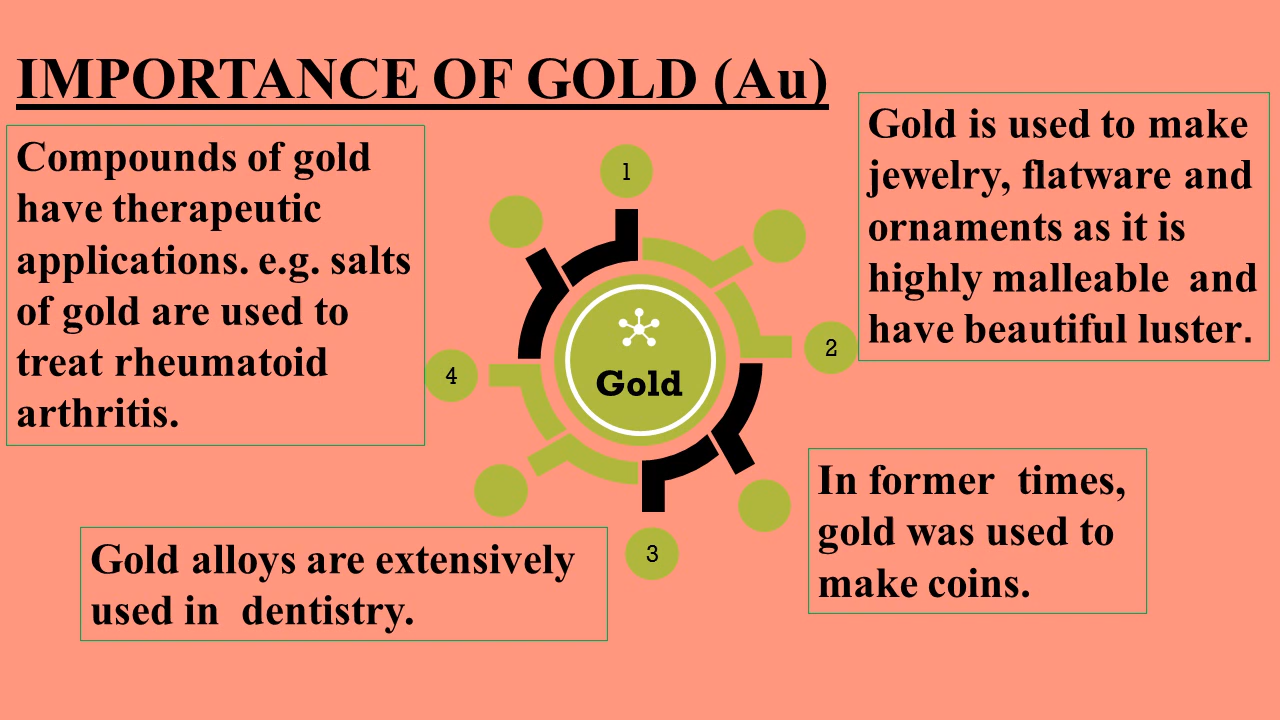 IMPORTANCE OF GOLD (Au)
Compounds of gold
have therapeutic
applications. e.g. salts
of gold are used to
treat rheumatoid
arthritis.
Gold is used to make
jewelry, flatware and
ornaments as it is
highly malleable  and
have beautiful luster.
1
2
4
Gold
3
In former  times,
gold was used to
make coins.
Gold alloys are extensively
used in  dentistry.